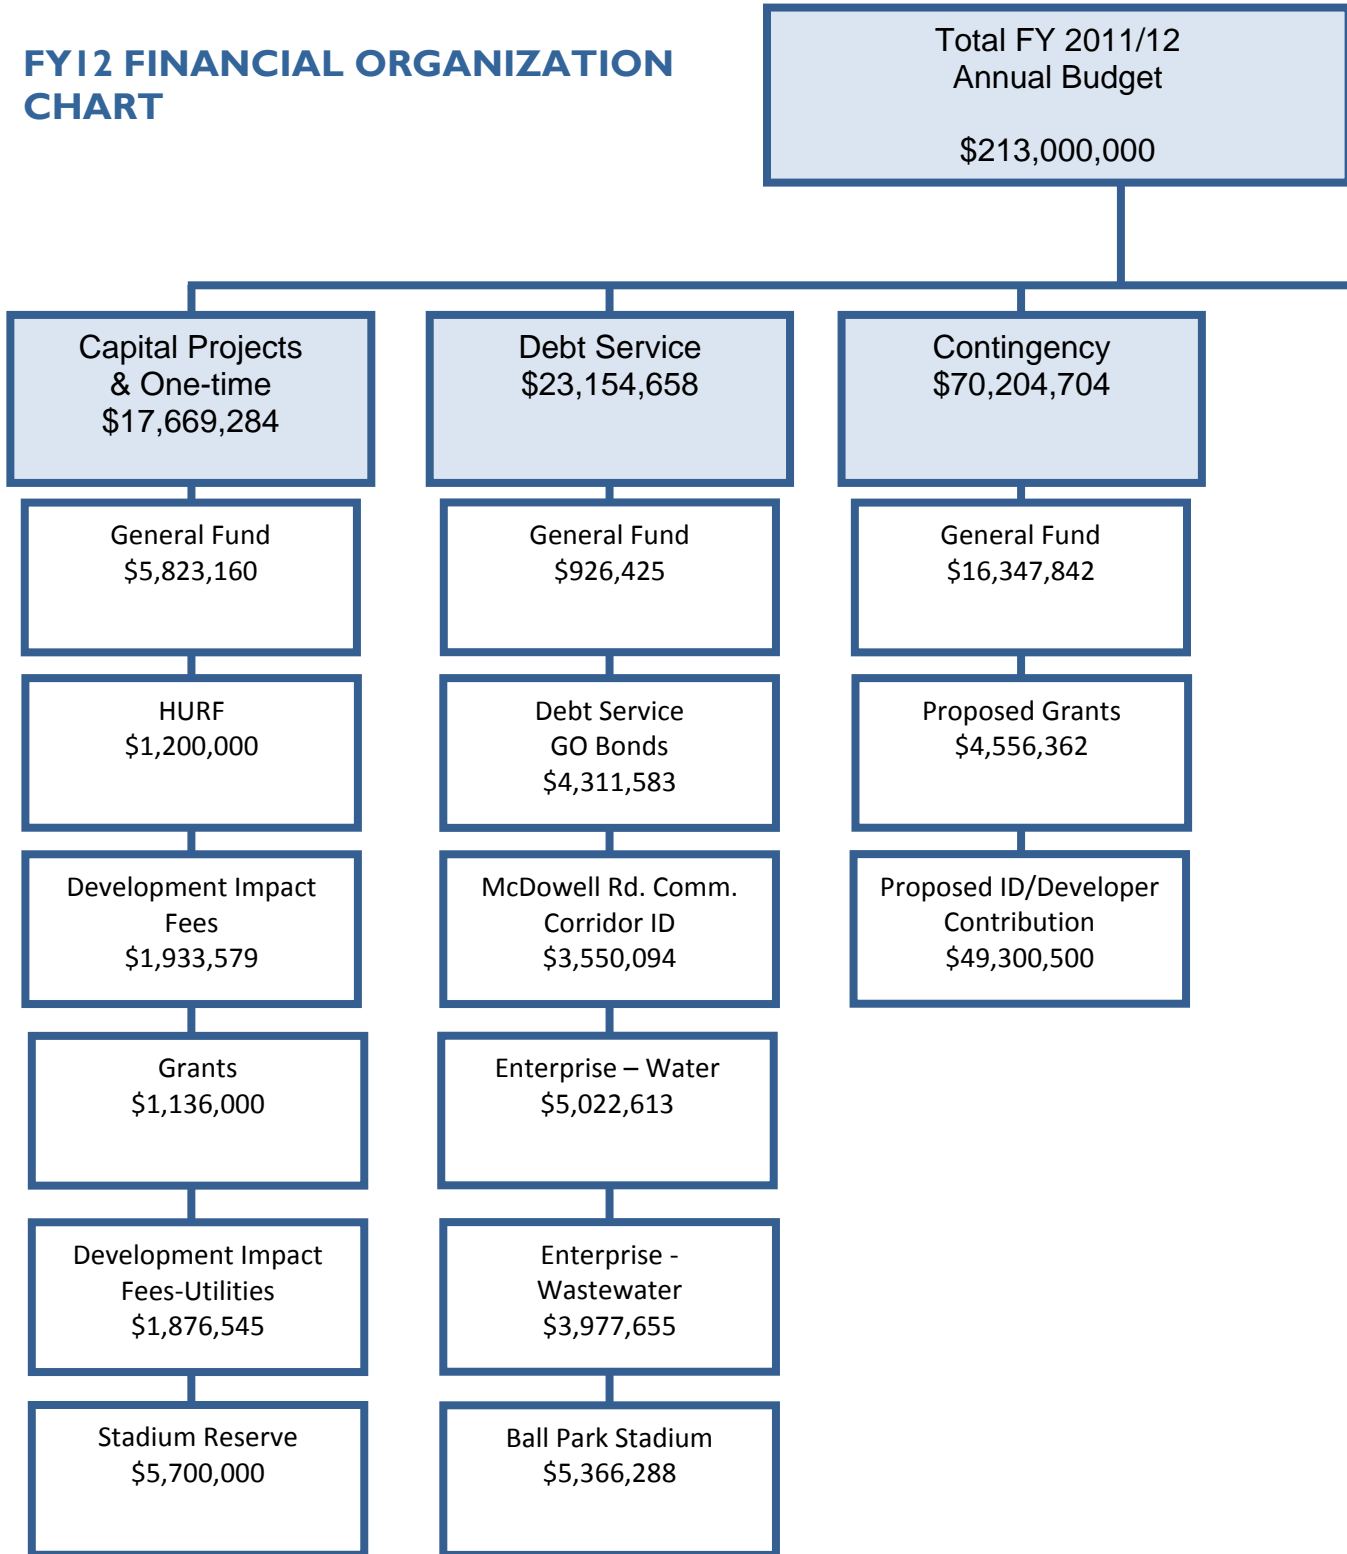 FY12 FINANCIAL ORGANIZATION
CHART
Total FY 2011/12
Annual Budget
$213,000,000
Capital Projects
& One-time
$17,669,284
General Fund
$5,823,160
HURF
$1,200,000
Development Impact
Fees
$1,933,579
Grants
$1,136,000
Development Impact
Fees-Utilities
$1,876,545
Stadium Reserve
$5,700,000
Debt Service
$23,154,658
General Fund
$926,425
Debt Service
GO Bonds
$4,311,583
McDowell Rd. Comm.
Corridor ID
$3,550,094
Enterprise – Water
$5,022,613
Enterprise -
Wastewater
$3,977,655
Ball Park Stadium
$5,366,288
Contingency
$70,204,704
General Fund
$16,347,842
Proposed Grants
$4,556,362
Proposed ID/Developer
Contribution
$49,300,500